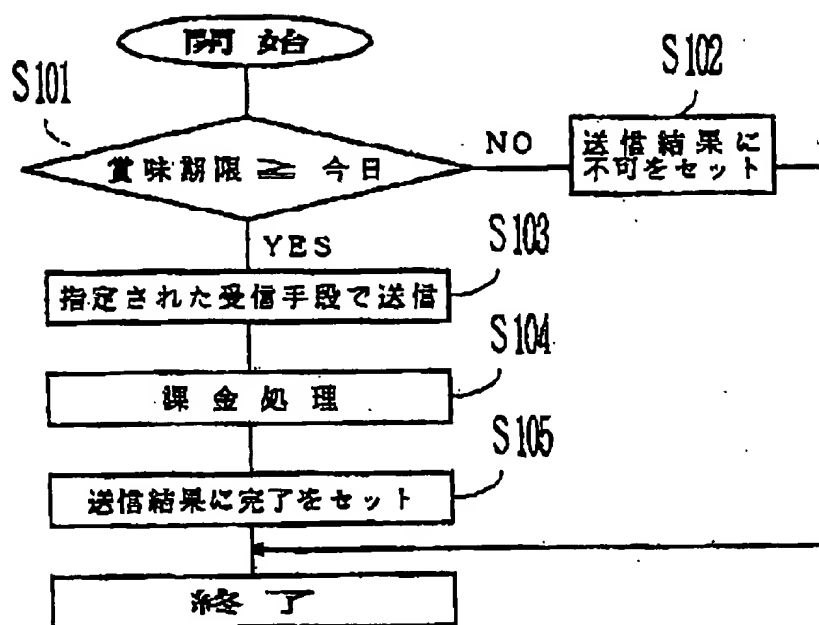 開始
S101
賞味期限 ≧ 今日
NO
S102
送信結果に
不可をセット
YES
S103
指定された受信手段で送信
S104
課金処理
S105
送信結果に完了をセット
終了